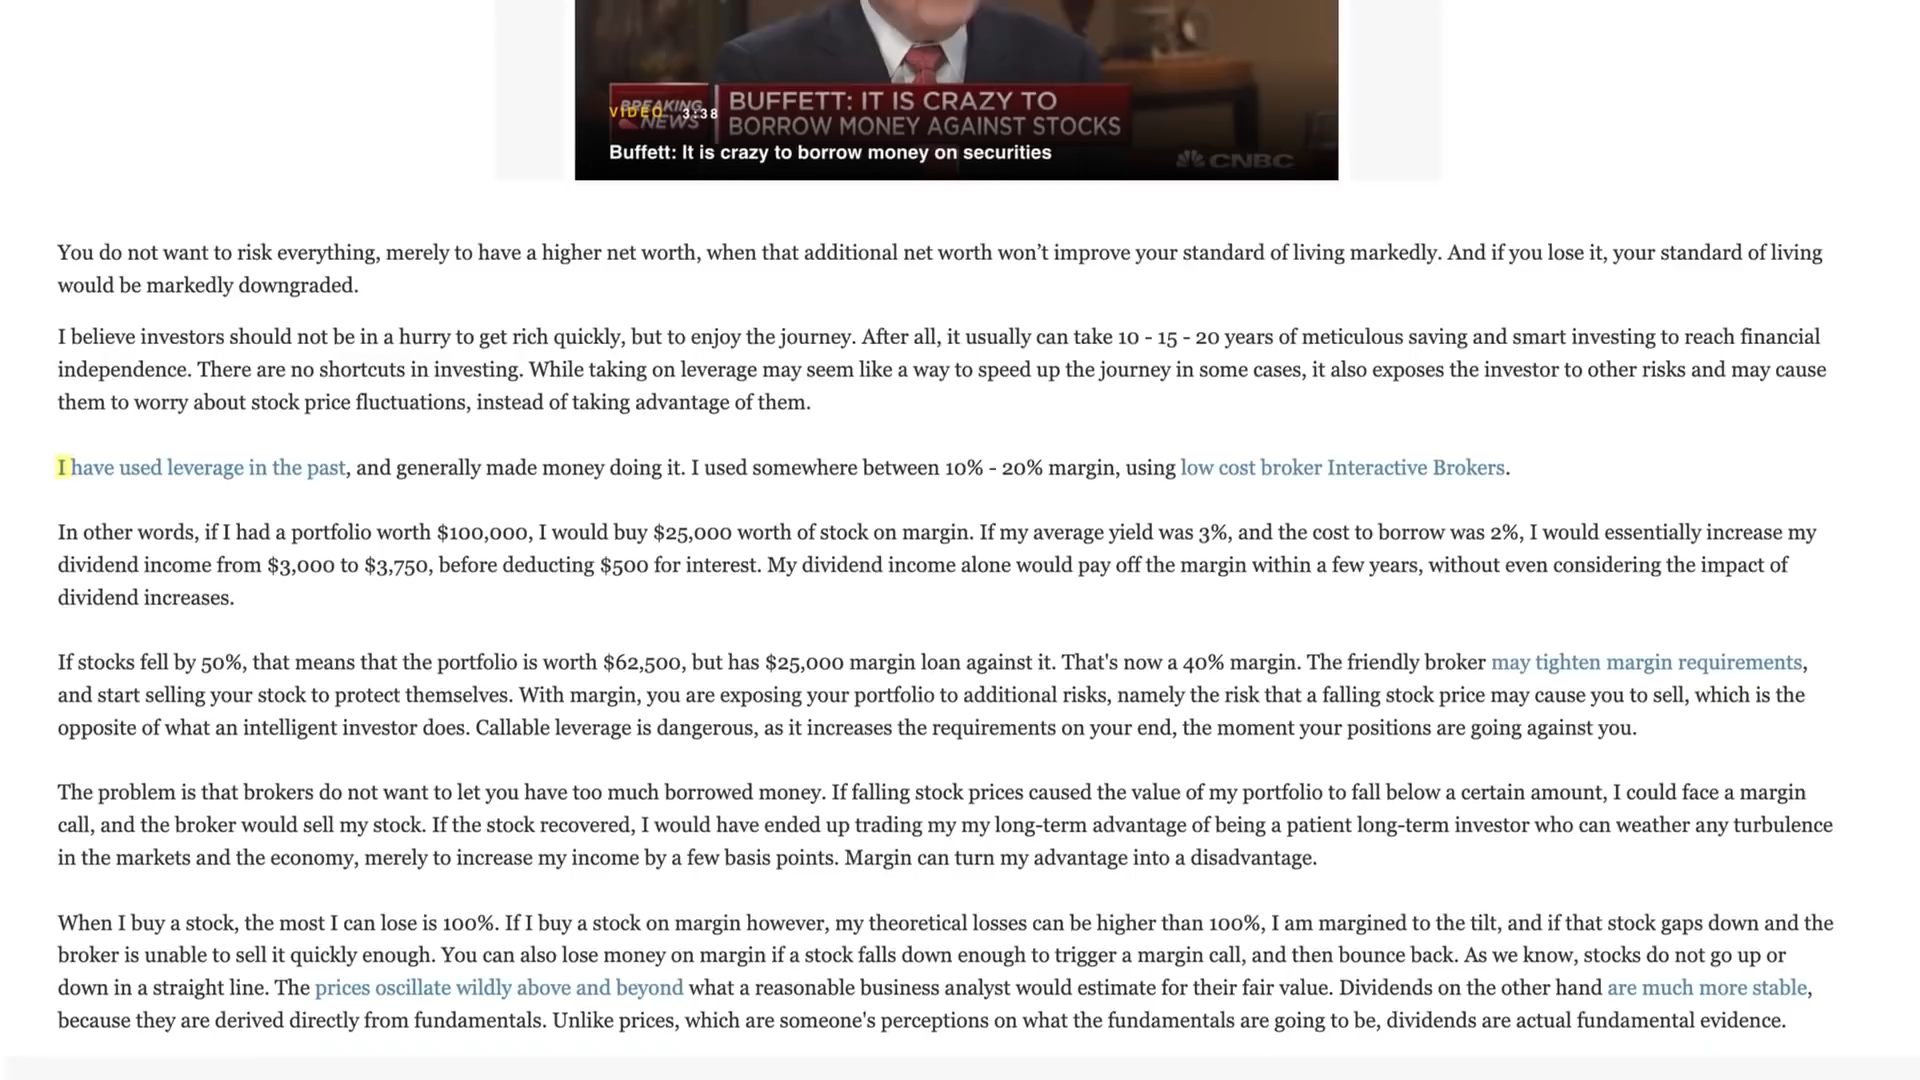 BREAKING
NEWS
VIDEO 3:38
BUFFETT: IT IS CRAZY TO
BORROW MONEY AGAINST STOCKS
Buffett: It is crazy to borrow money on securities
CNBC
You do not want to risk everything, merely to have a higher net worth, when that additional net worth won’t improve your standard of living markedly. And if you lose it, your standard of living
would be markedly downgraded.
I believe investors should not be in a hurry to get rich quickly, but to enjoy the journey. After all, it usually can take 10 - 15 - 20 years of meticulous saving and smart investing to reach financial
independence. There are no shortcuts in investing. While taking on leverage may seem like a way to speed up the journey in some cases, it also exposes the investor to other risks and may cause
them to worry about stock price fluctuations, instead of taking advantage of them.
I have used leverage in the past, and generally made money doing it. I used somewhere between 10% - 20% margin, using low cost broker Interactive Brokers.
In other words, if I had a portfolio worth $100,000, I would buy $25,000 worth of stock on margin. If my average yield was 3%, and the cost to borrow was 2%, I would essentially increase my
dividend income from $3,000 to $3,750, before deducting $500 for interest. My dividend income alone would pay off the margin within a few years, without even considering the impact of
dividend increases.
If stocks fell by 50%, that means that the portfolio is worth $62,500, but has $25,000 margin loan against it. That's now a 40% margin. The friendly broker may tighten margin requirements,
and start selling your stock to protect themselves. With margin, you are exposing your portfolio to additional risks, namely the risk that a falling stock price may cause you to sell, which is the
opposite of what an intelligent investor does. Callable leverage is dangerous, as it increases the requirements on your end, the moment your positions are going against you.
The problem is that brokers do not want to let you have too much borrowed money. If falling stock prices caused the value of my portfolio to fall below a certain amount, I could face a margin
call, and the broker would sell my stock. If the stock recovered, I would have ended up trading my my long-term advantage of being a patient long-term investor who can weather any turbulence
in the markets and the economy, merely to increase my income by a few basis points. Margin can turn my advantage into a disadvantage.
When I buy a stock, the most I can lose is 100%. If I buy a stock on margin however, my theoretical losses can be higher than 100%, I am margined to the tilt, and if that stock gaps down and the
broker is unable to sell it quickly enough. You can also lose money on margin if a stock falls down enough to trigger a margin call, and then bounce back. As we know, stocks do not go up or
down in a straight line. The prices oscillate wildly above and beyond what a reasonable business analyst would estimate for their fair value. Dividends on the other hand are much more stable,
because they are derived directly from fundamentals. Unlike prices, which are someone's perceptions on what the fundamentals are going to be, dividends are actual fundamental evidence.